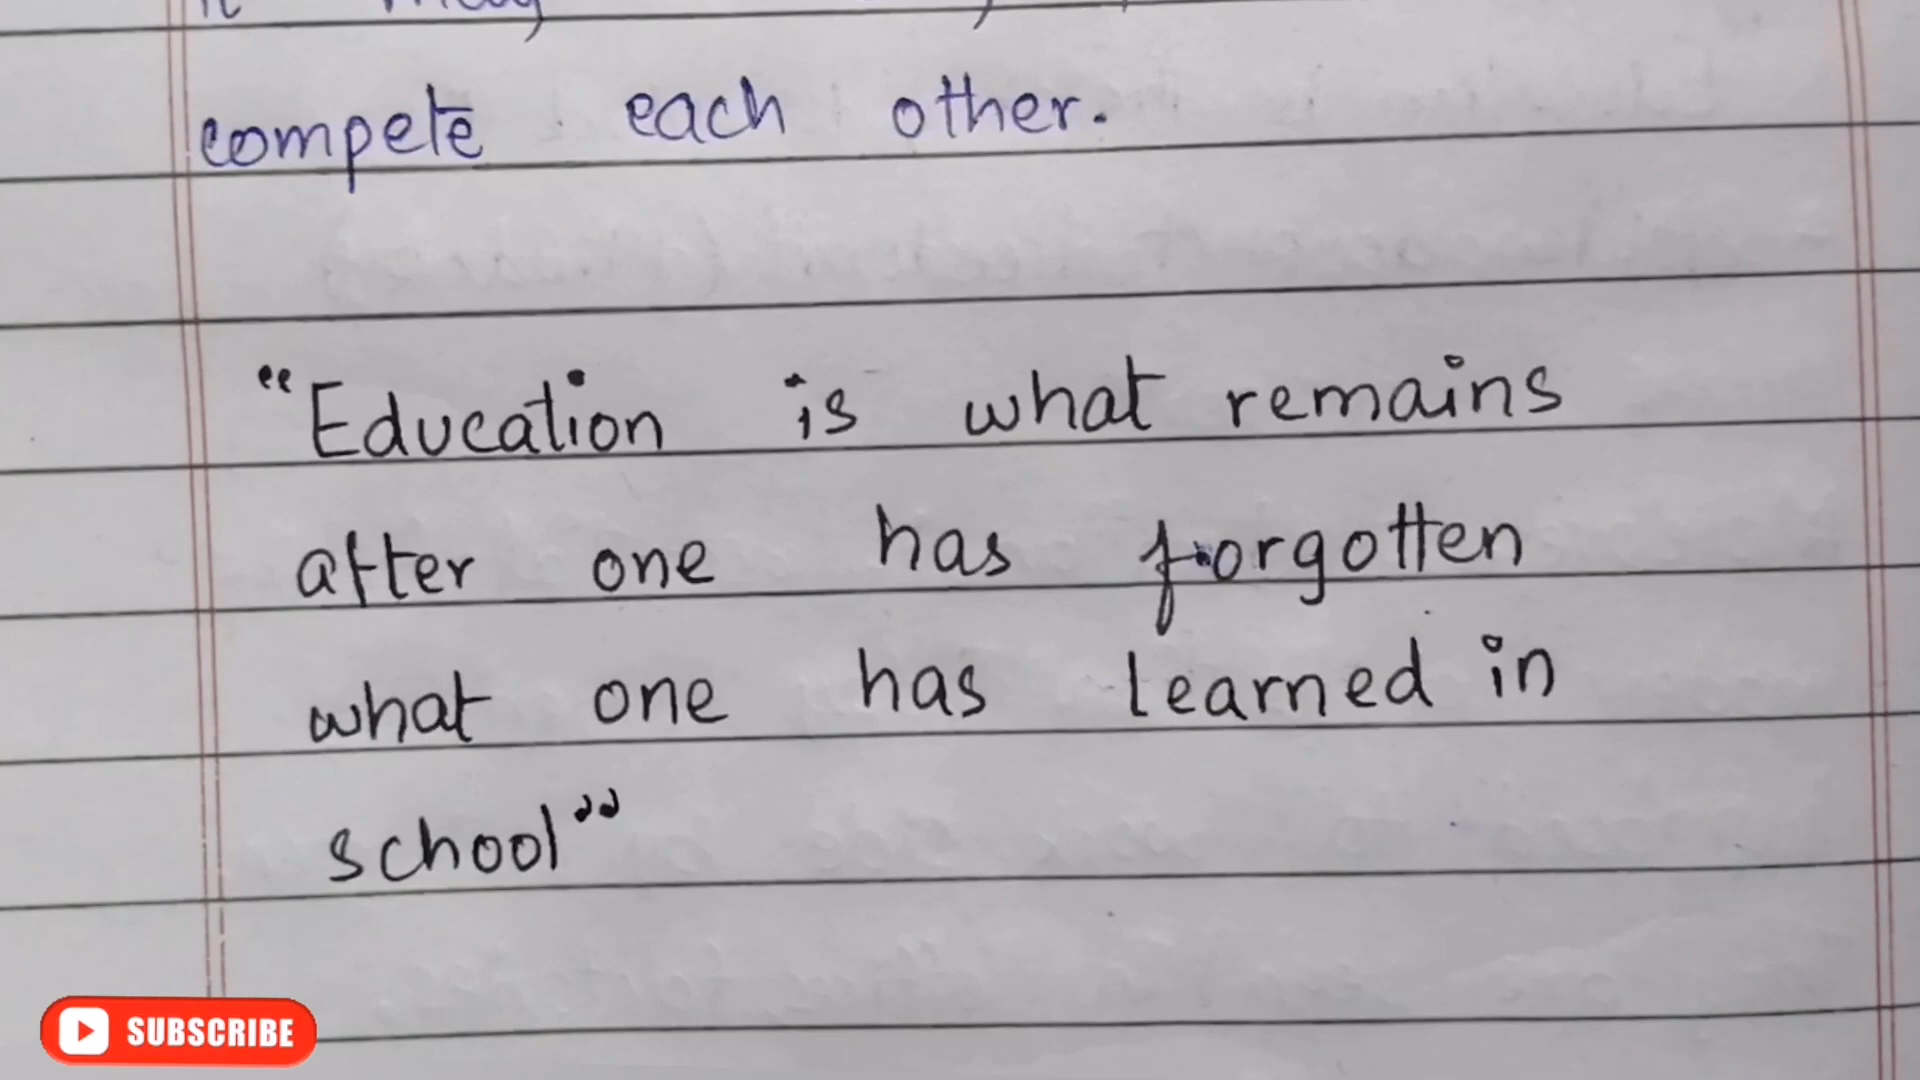 compete each other.
"Education is what remains
after one has forgotten
what one has learned in
school"
SUBSCRIBE